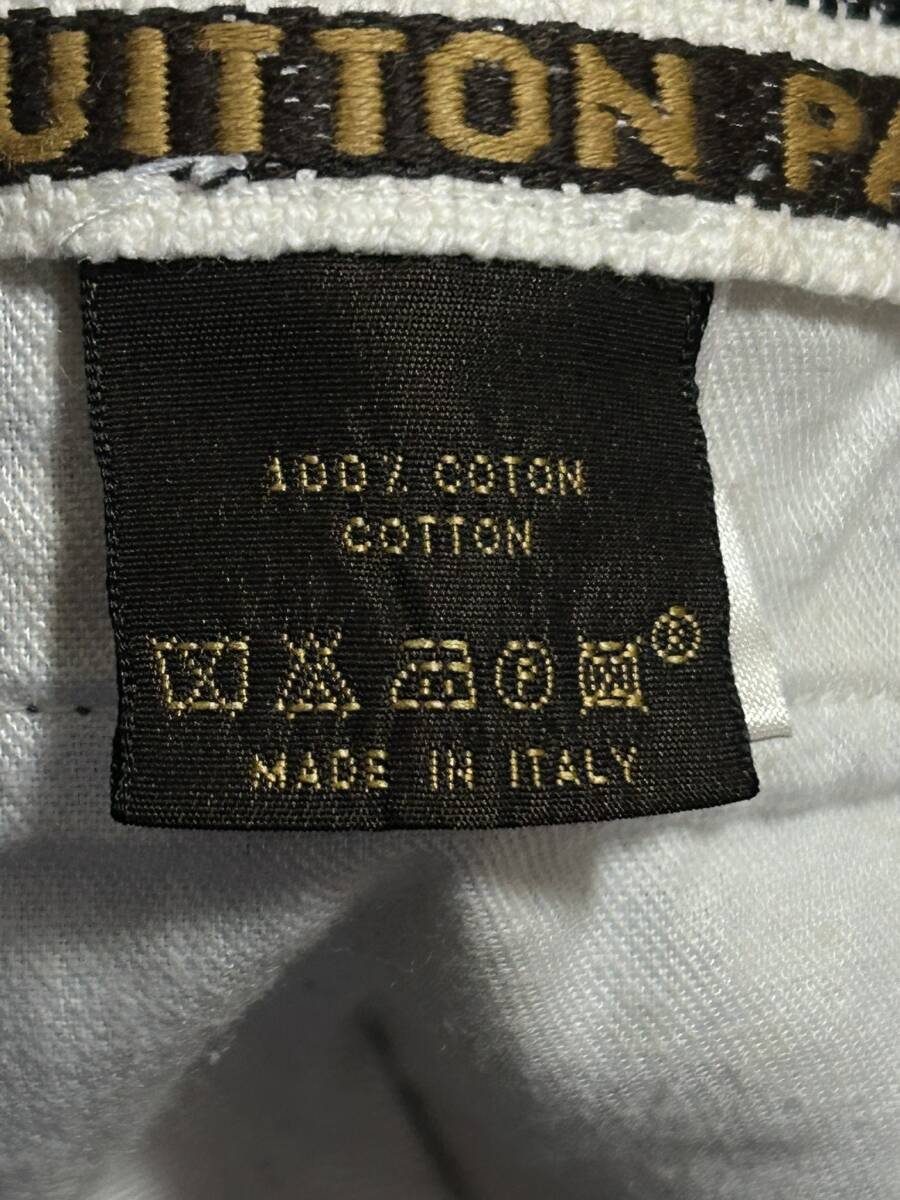 UITTON PA
100% COTON
COTTON
P ®
MADE IN ITALY